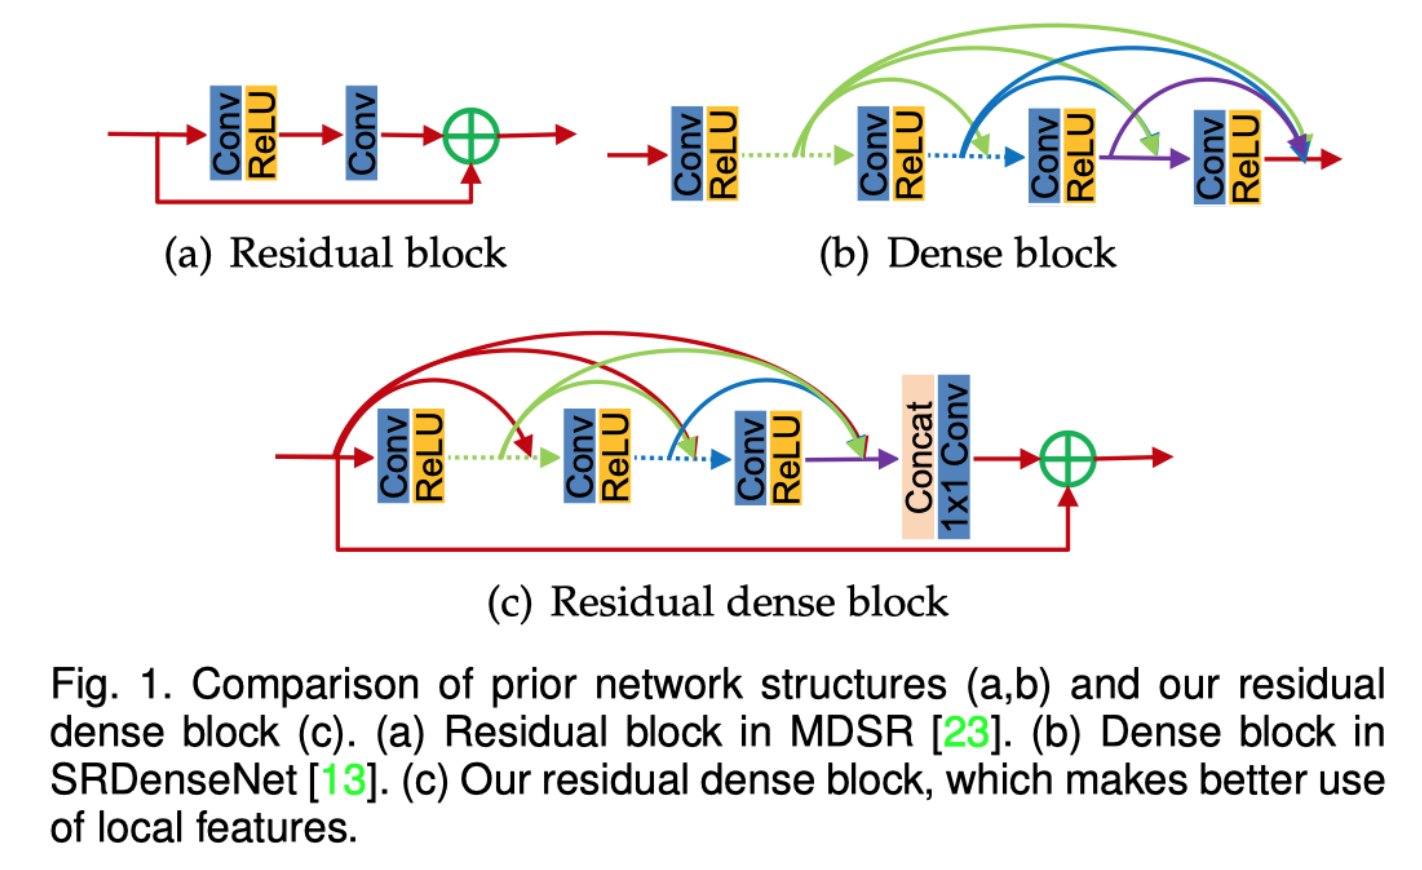 Conv
ReLU
Conv
(a) Residual block
Conv
ReLU
Conv
ReLU
Conv
ReLU
Conv
ReLU
(b) Dense block
Conv
ReLU
Conv
ReLU
Conv
ReLU
Concat
1x1 Conv
(c) Residual dense block
Fig. 1. Comparison of prior network structures (a,b) and our residual
dense block (c). (a) Residual block in MDSR [23]. (b) Dense block in
SRDenseNet [13]. (c) Our residual dense block, which makes better use
of local features.